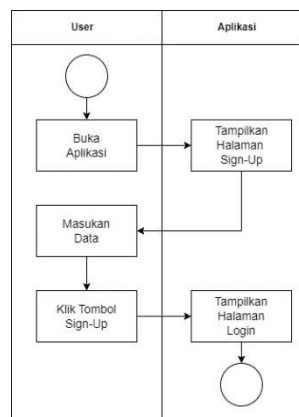 User
Aplikasi
Buka
Aplikasi
Tampilkan
Halaman
Sign-Up
Masukan
Data
Klik Tombol
Sign-Up
Tampilkan
Halaman
Login